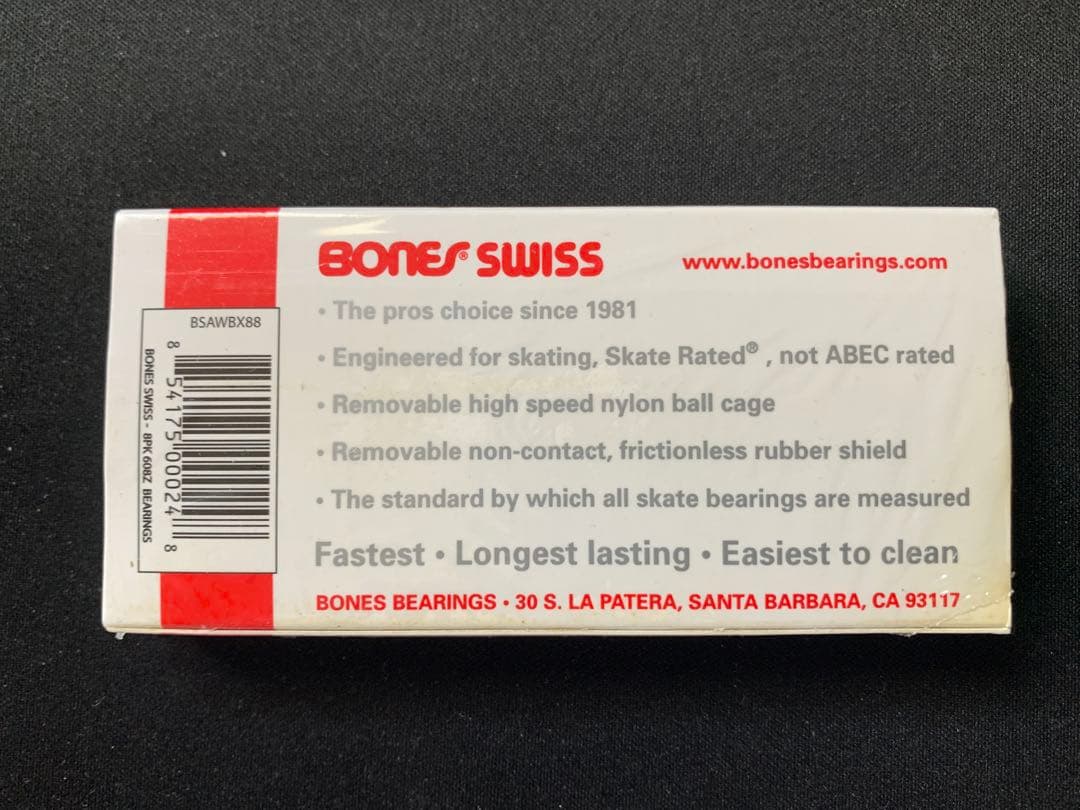 BONES® SWISS
www.bonesbearings.com
• The pros choice since 1981
• Engineered for skating, Skate Rated® , not ABEC rated
• Removable high speed nylon ball cage
• Removable non-contact, frictionless rubber shield
• The standard by which all skate bearings are measured
Fastest • Longest lasting • Easiest to clean
BONES BEARINGS • 30 S. LA PATERA, SANTA BARBARA, CA 93117
BSAWBX88
8 54175 00024 8
BONES SWISS - 8PK 608Z BEARINGS